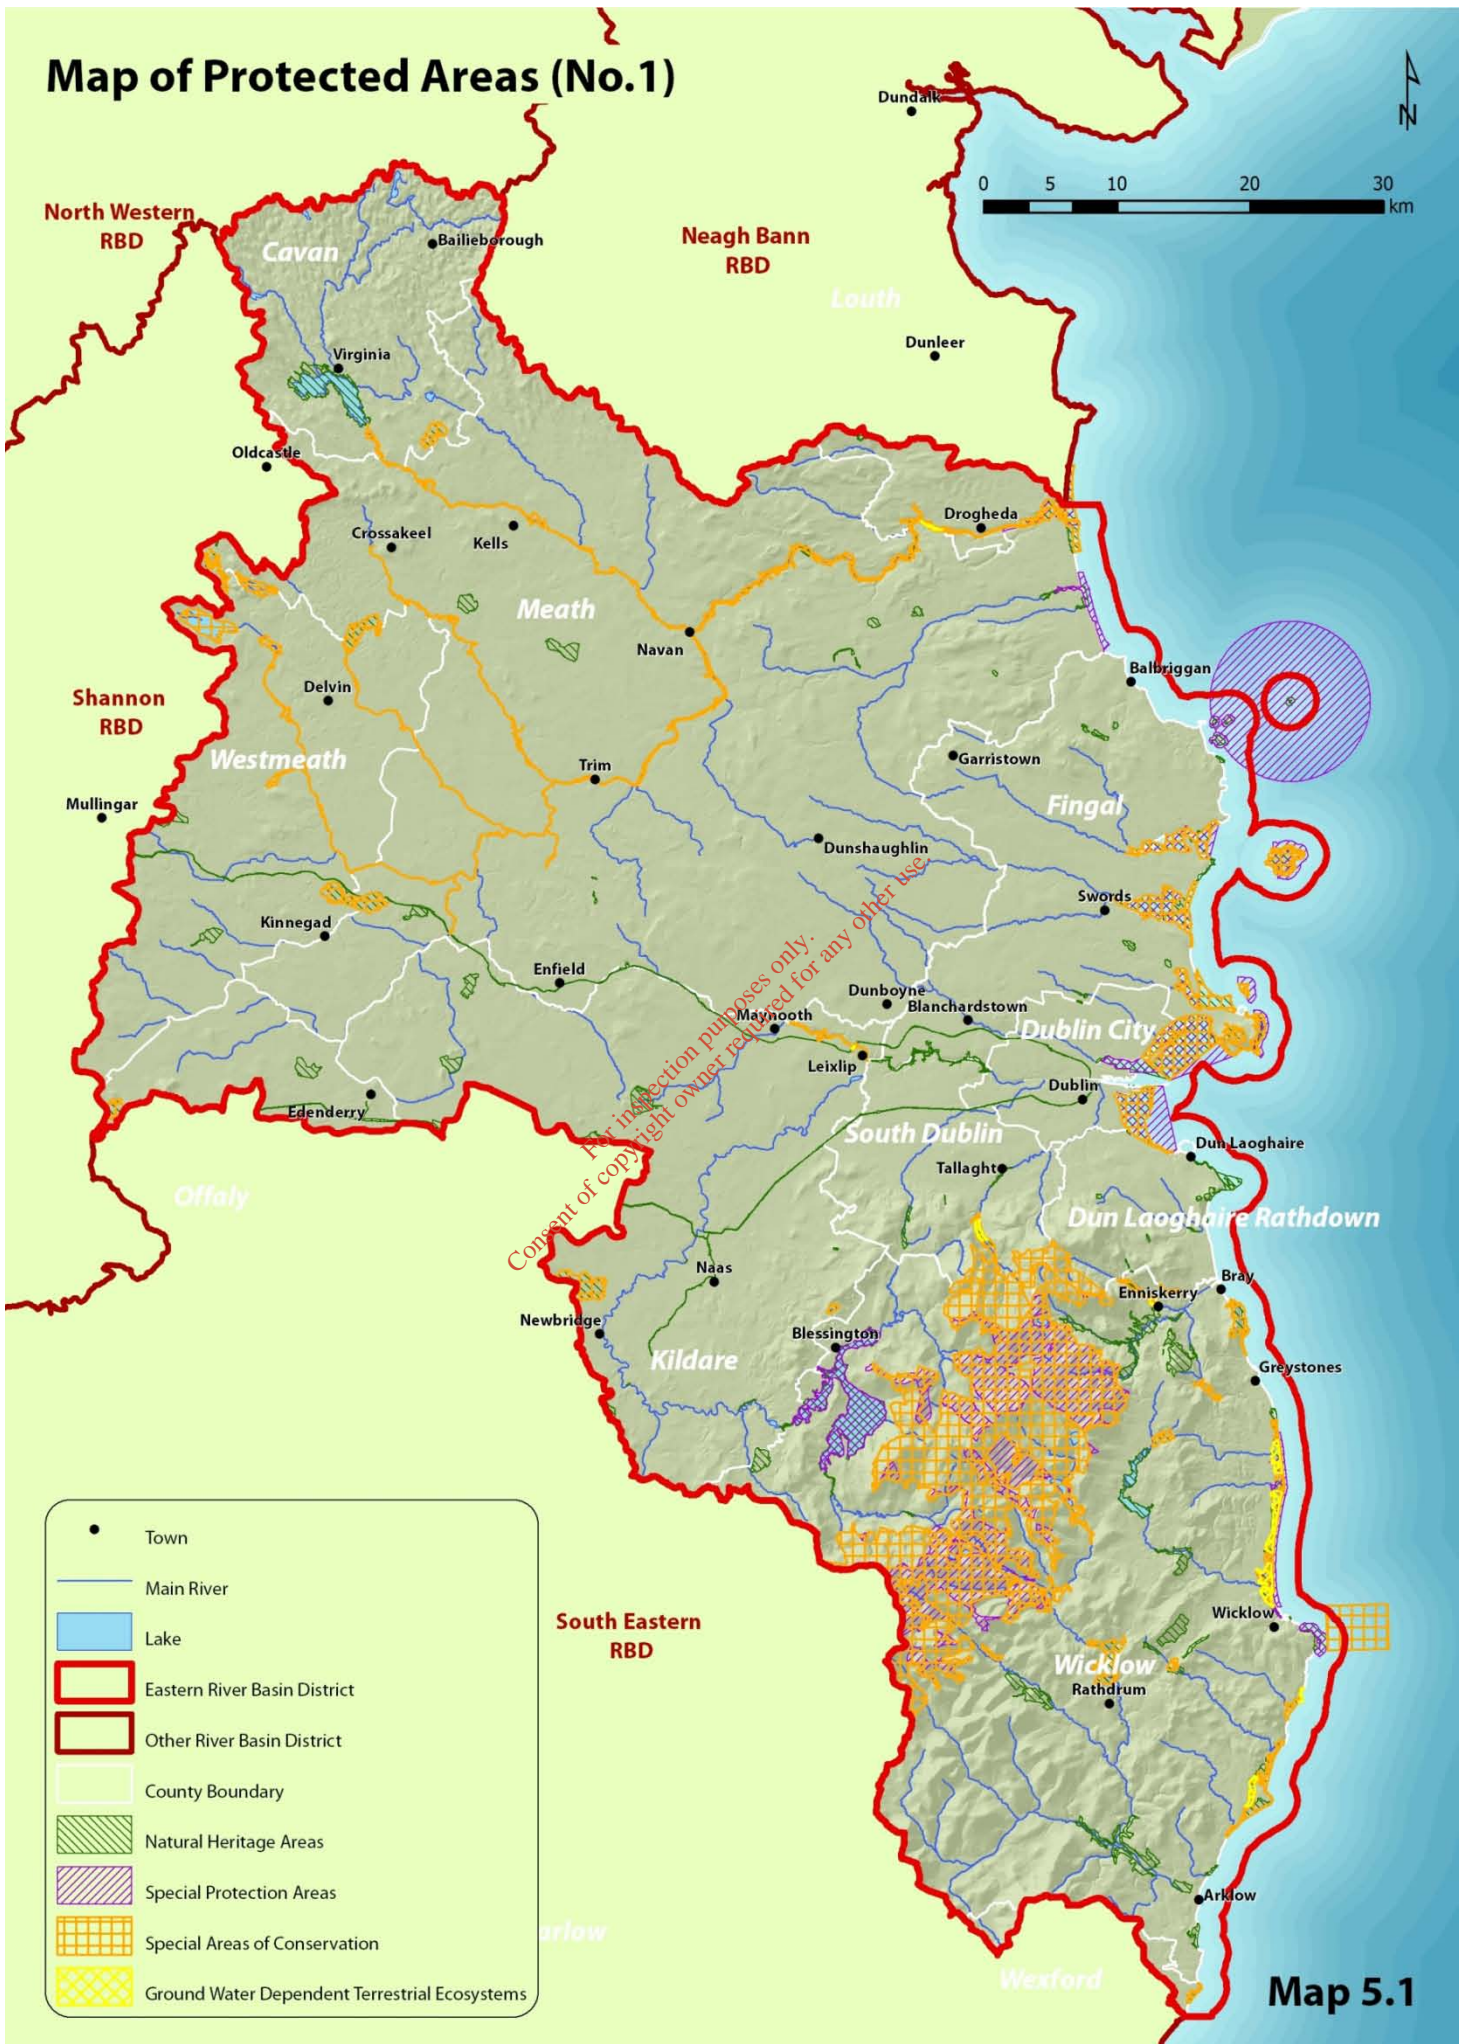 Map of Protected Areas (No.1)
Dundalk
N
0 5 10 20 30
km
North Western
RBD
Cavan
Bailieborough
Neagh Bann
RBD
Louth
Dunleer
Virginia
Oldcastle
Crossakeel
Kells
Drogheda
Meath
Navan
Balbriggan
Shannon
RBD
Delvin
Westmeath
Trim
Garristown
Fingal
Mullingar
Dunshaughlin
Swords
Kinnegad
Enfield
Dunboyne
Blanchardstown
Maynooth
Dublin City
Leixlip
Dublin
Edenderry
South Dublin
Dun Laoghaire
Tallaght
Offaly
Dun Laoghaire Rathdown
For inspection purposes only.
Consent of copyright owner required for any other use.
Naas
Bray
Enniskerry
Newbridge
Blessington
Kildare
Greystones
Town
Main River
Lake
Eastern River Basin District
Other River Basin District
County Boundary
Natural Heritage Areas
Special Protection Areas
Special Areas of Conservation
Ground Water Dependent Terrestrial Ecosystems
South Eastern
RBD
Wicklow
Wicklow
Rathdrum
Arklow
arlow
Wexford
Map 5.1